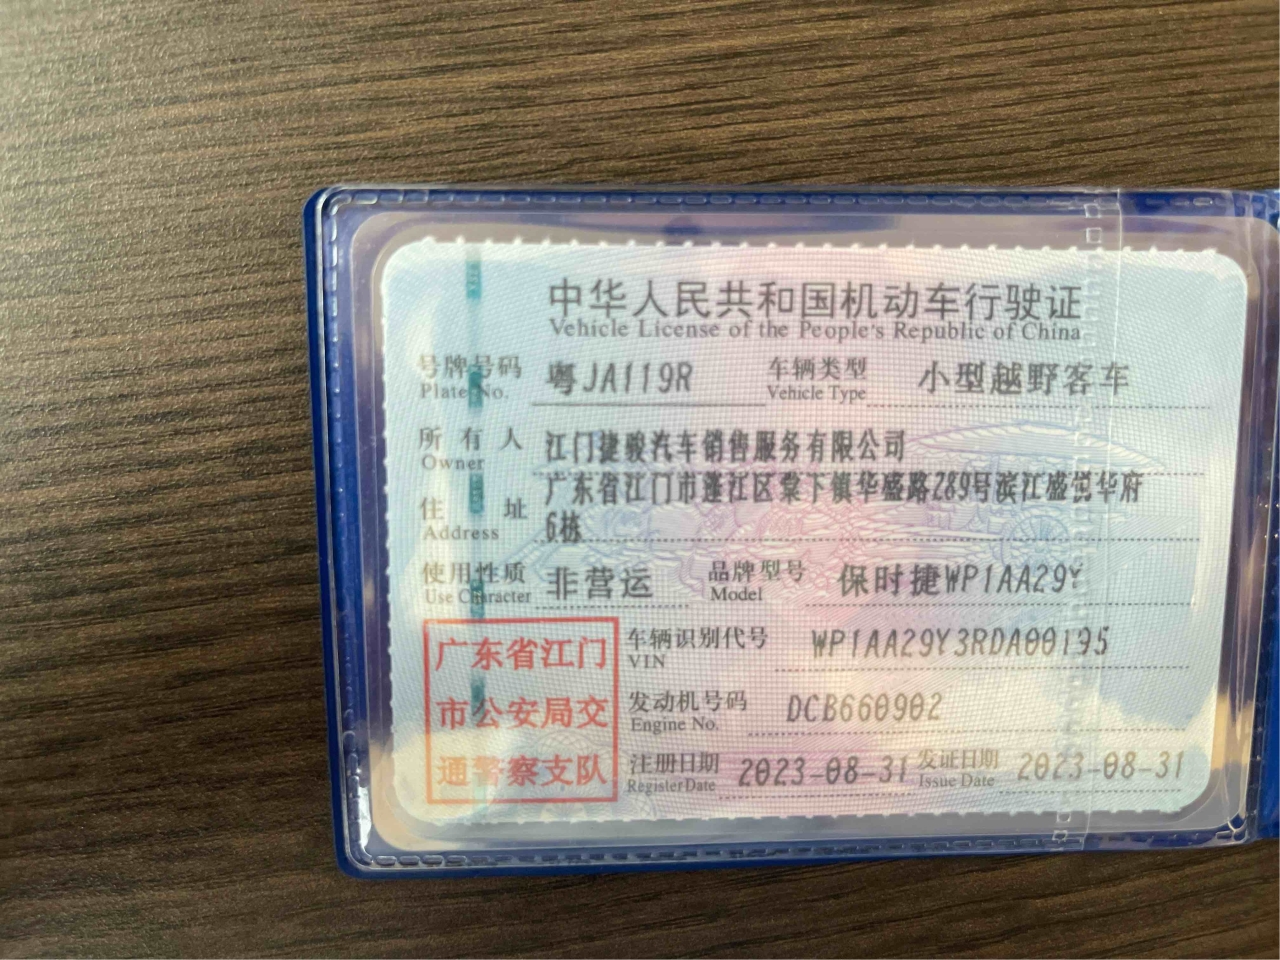 中华人民共和国机动车行驶证
Vehicle License of the People's Republic of China
号牌号码 粤JA119R 车辆类型 小型越野客车
Plate No. Vehicle Type
所有人 江门捷骏汽车销售服务有限公司
Owner
住址 广东省江门市蓬江区棠下镇华盛路289号滨江盛悦华府
Address 6栋
使用性质 非营运 品牌型号 保时捷WP1AA29Y
Use Character Model
广东省江门
市公安局交
通警察支队
车辆识别代号 WP1AA29Y3RDA00195
VIN
发动机号码 DCB660902
Engine No.
注册日期 2023-08-31 发证日期 2023-08-31
Register Date Issue Date